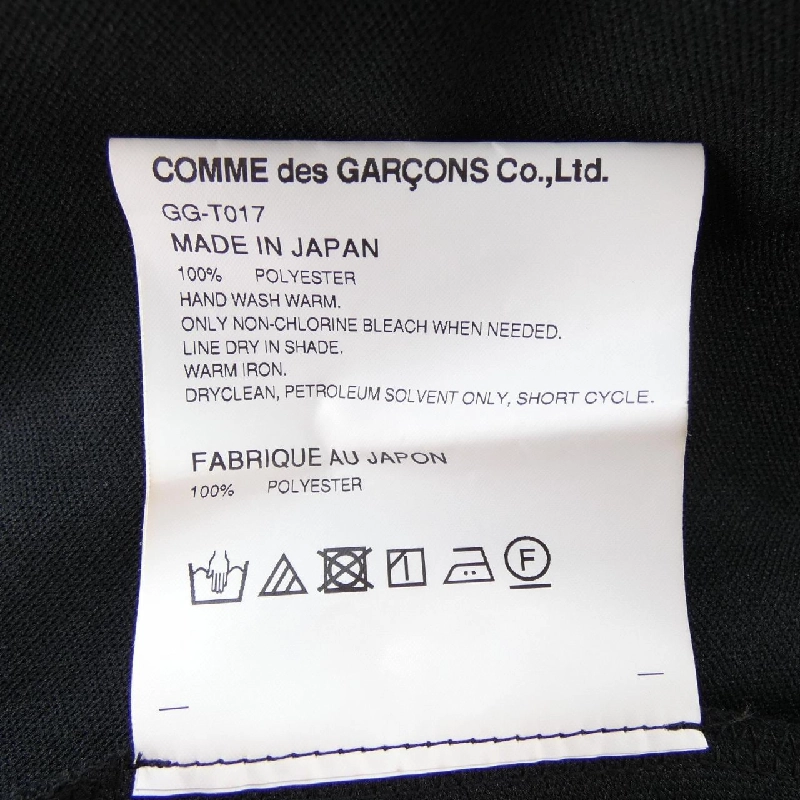 COMME des GARÇONS Co.,Ltd.
GG-T017
MADE IN JAPAN
100% POLYESTER
HAND WASH WARM.
ONLY NON-CHLORINE BLEACH WHEN NEEDED.
LINE DRY IN SHADE.
WARM IRON.
DRYCLEAN, PETROLEUM SOLVENT ONLY, SHORT CYCLE.
FABRIQUE AU JAPON
100% POLYESTER
F